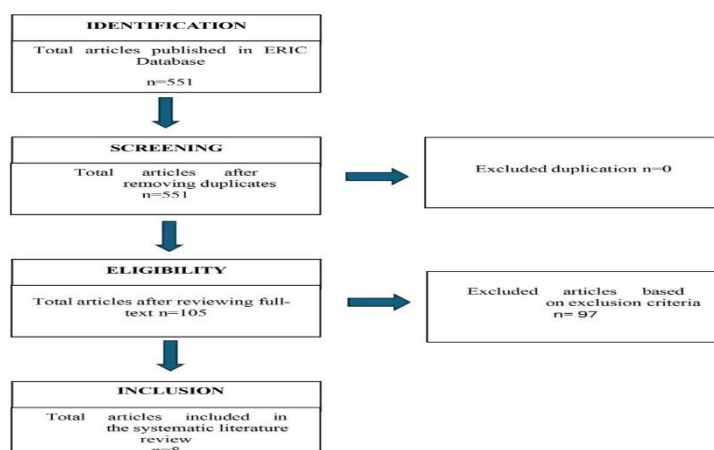 IDENTIFICATION
Total articles published in ERIC
Database
n=551
SCREENING
Total articles after
removing duplicates
n=551
Excluded duplication n=0
ELIGIBILITY
Total articles after reviewing full-
text n=105
Excluded articles based
on exclusion criteria
n= 97
INCLUSION
Total articles included in
the systematic literature
review